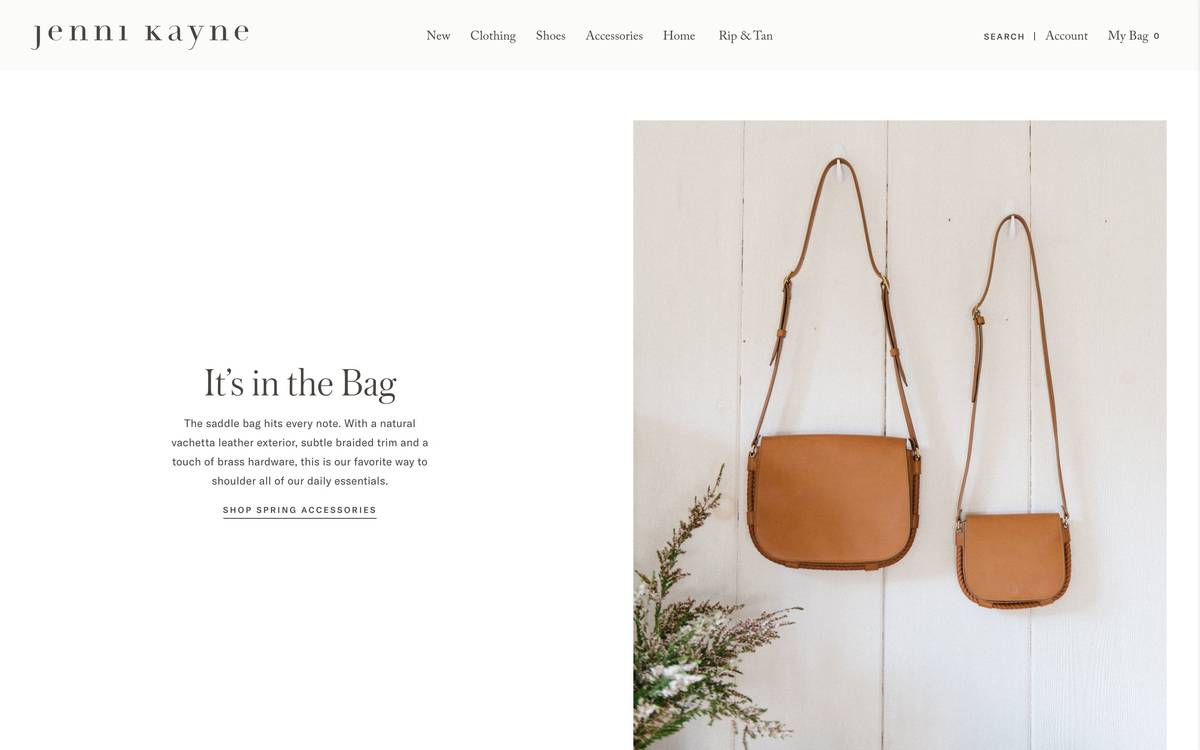 jenni kayne
New Clothing Shoes Accessories Home Rip & Tan
SEARCH | Account My Bag 0
It's in the Bag
The saddle bag hits every note. With a natural
vachetta leather exterior, subtle braided trim and a
touch of brass hardware, this is our favorite way to
shoulder all of our daily essentials.
SHOP SPRING ACCESSORIES